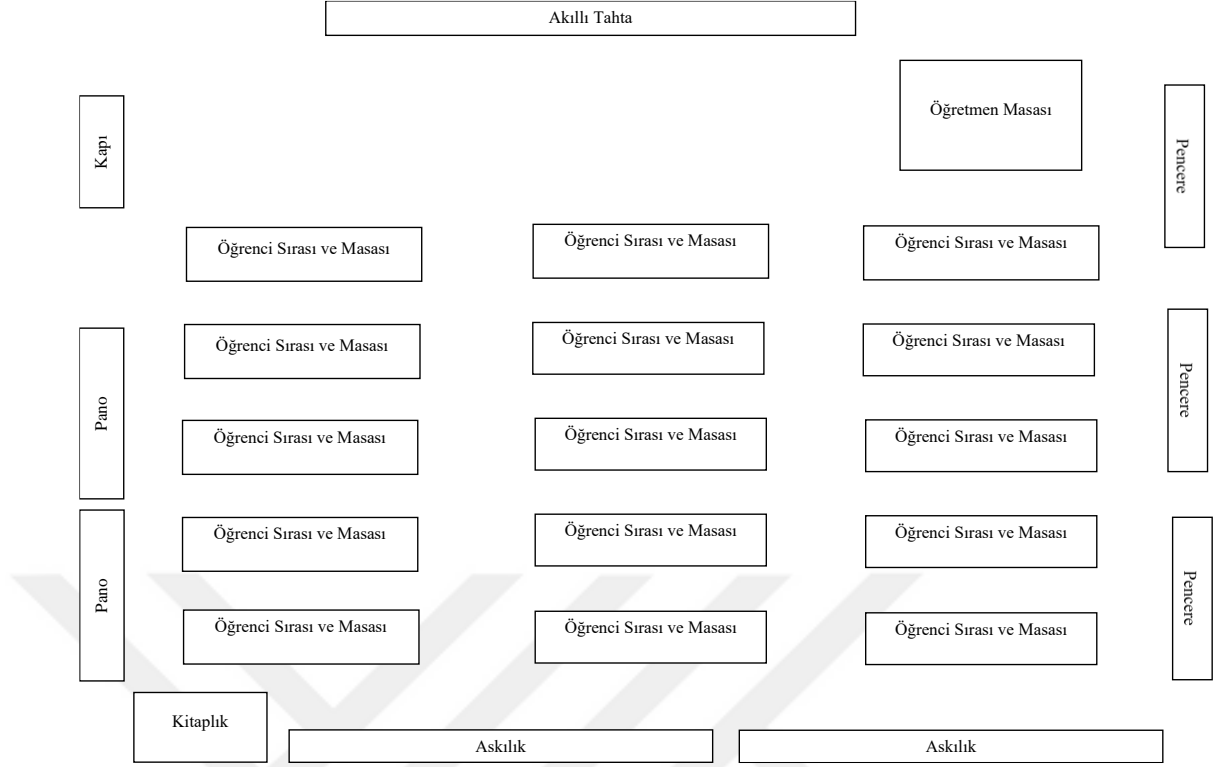 Akıllı Tahta
Öğretmen Masası
Kapı
Pencere
Öğrenci Sırası ve Masası
Öğrenci Sırası ve Masası
Öğrenci Sırası ve Masası
Öğrenci Sırası ve Masası
Öğrenci Sırası ve Masası
Öğrenci Sırası ve Masası
Pano
Pencere
Öğrenci Sırası ve Masası
Öğrenci Sırası ve Masası
Öğrenci Sırası ve Masası
Öğrenci Sırası ve Masası
Öğrenci Sırası ve Masası
Öğrenci Sırası ve Masası
Pano
Pencere
Öğrenci Sırası ve Masası
Öğrenci Sırası ve Masası
Öğrenci Sırası ve Masası
Kitaplık
Askılık
Askılık